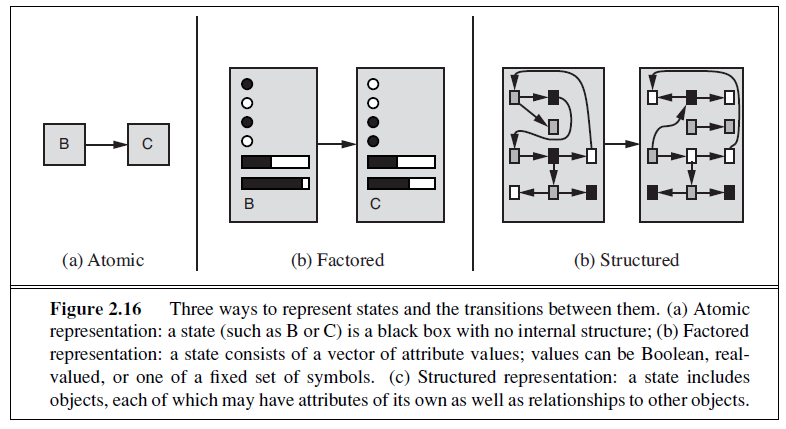 B
C
B
C
(a) Atomic
(b) Factored
(b) Structured
Figure 2.16 Three ways to represent states and the transitions between them. (a) Atomic
representation: a state (such as B or C) is a black box with no internal structure; (b) Factored
representation: a state consists of a vector of attribute values; values can be Boolean, real-
valued, or one of a fixed set of symbols. (c) Structured representation: a state includes
objects, each of which may have attributes of its own as well as relationships to other objects.